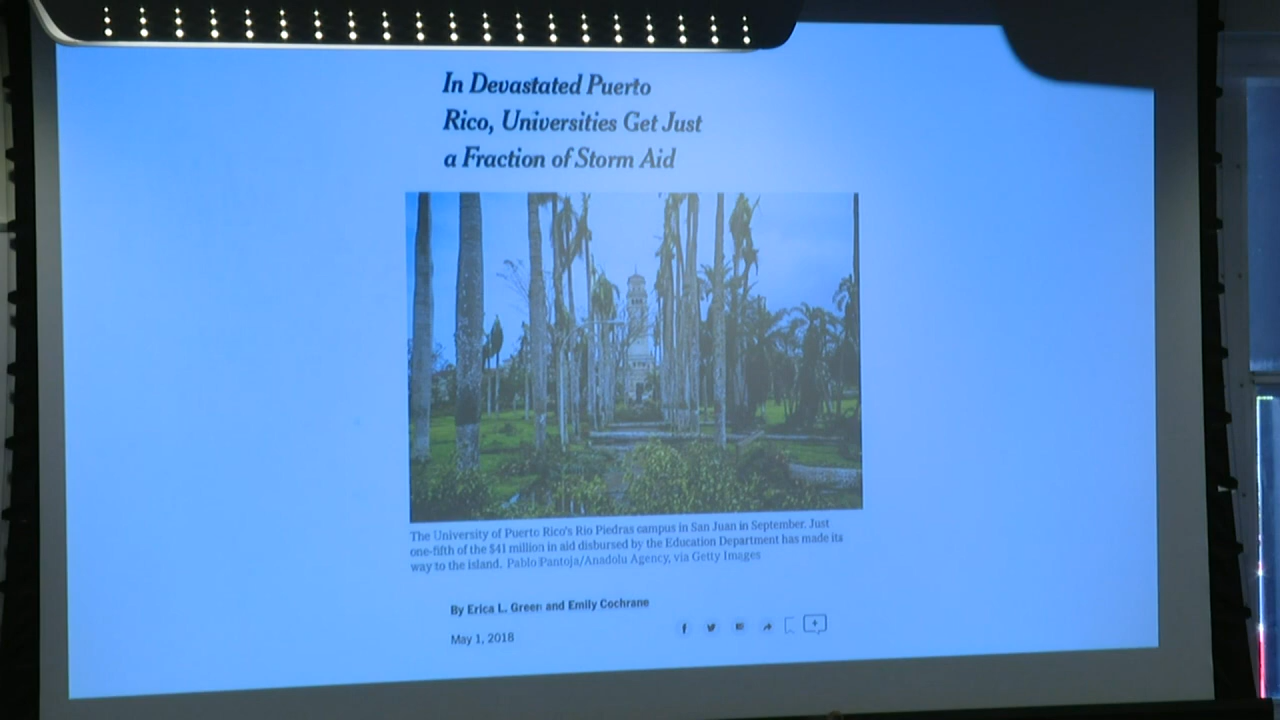 In Devastated Puerto
Rico, Universities Get Just
a Fraction of Storm Aid
The University of Puerto Rico's Rio Piedras campus in San Juan in September. Just
one-fifth of the $41 million in aid disbursed by the Education Department has made its
way to the island. Pablo Pantoja/Anadolu Agency, via Getty Images
By Erica L. Green and Emily Cochrane
May 1, 2018